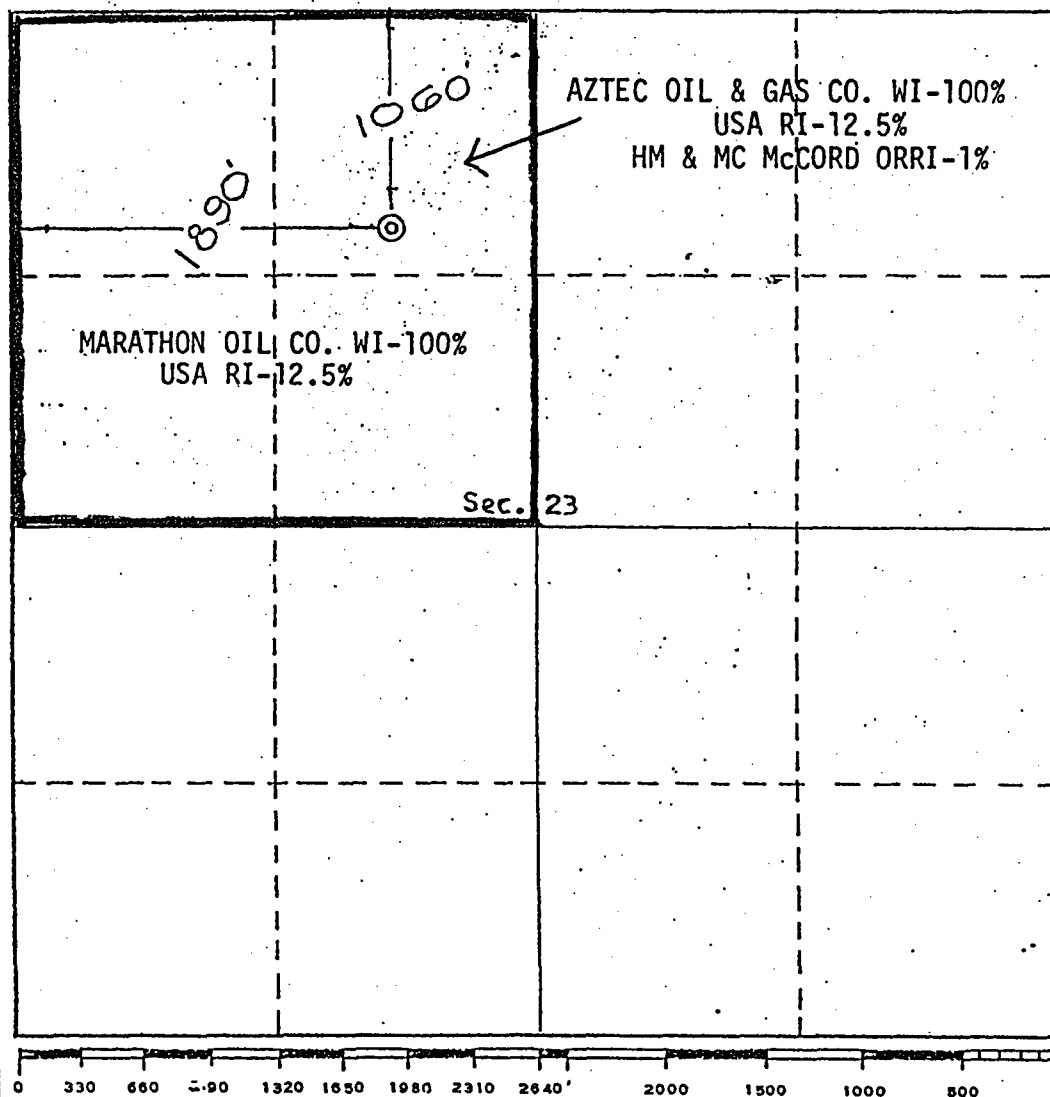 1060'
AZTEC OIL & GAS CO. WI-100%
USA RI-12.5%
HM & MC McCORD ORRI-1%
1890'
MARATHON OIL CO. WI-100%
USA RI-12.5%
Sec. 23
0 330 660 90 1320 1650 1980 2310 2640' 2000 1500 1000 500